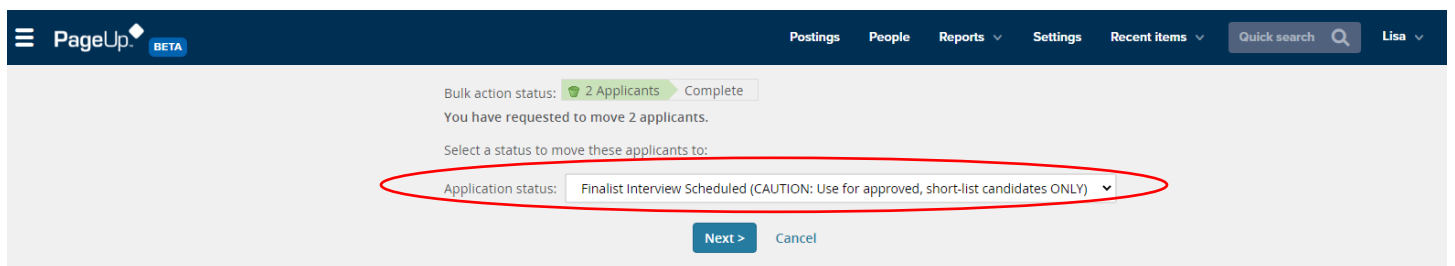 PageUp. BETA Postings People Reports Settings Recent items Quick search Lisa
Bulk action status: 2 Applicants Complete
You have requested to move 2 applicants.
Select a status to move these applicants to:
Application status: Finalist Interview Scheduled (CAUTION: Use for approved, short-list candidates ONLY)
Next > Cancel